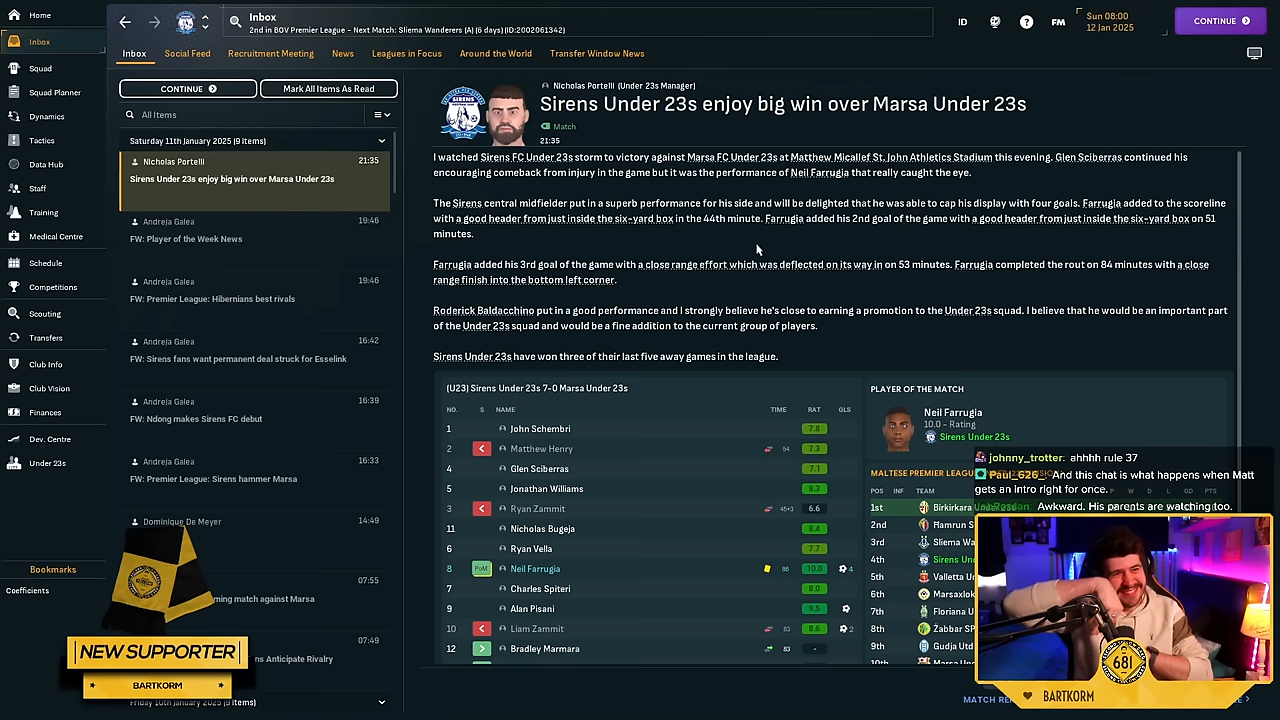 Home
Inbox
Squad
Squad Planner
Dynamics
Tactics
Data Hub
Staff
Training
Medical Centre
Schedule
Competitions
Scouting
Transfers
Club Info
Club Vision
Finances
Dev. Centre
Under 23s
Bookmarks
Coefficients
Inbox
2nd in BOV Premier League - Next Match: Sliema Wanderers (A) (6 days) (ID:2002061342)
ID
FM
Sun 08:00
12 Jan 2025
CONTINUE
Inbox
Social Feed
Recruitment Meeting
News
Leagues in Focus
Around the World
Transfer Window News
CONTINUE
Mark All Items As Read
All Items
Saturday 11th January 2025 (9 items)
Nicholas Portelli 21:35
Sirens Under 23s enjoy big win over Marsa Under 23s
Andreja Galea 19:46
FW: Player of the Week News
Andreja Galea 19:46
FW: Premier League: Hibernians best rivals
Andreja Galea 16:42
FW: Sirens fans want permanent deal struck for Esselink
Andreja Galea 16:39
FW: Ndong makes Sirens FC debut
Andreja Galea 16:33
FW: Premier League: Sirens hammer Marsa
Dominique De Meyer 14:49
07:55
ming match against Marsa
07:49
ns Anticipate Rivalry
Friday 10th January 2025 (9 items)
NEW SUPPORTER
BARTKORM
Nicholas Portelli (Under 23s Manager)
Sirens Under 23s enjoy big win over Marsa Under 23s
Match
21:35
I watched Sirens FC Under 23s storm to victory against Marsa FC Under 23s at Matthew Micallef St. John Athletics Stadium this evening. Glen Sciberras continued his
encouraging comeback from injury in the game but it was the performance of Neil Farrugia that really caught the eye.
The Sirens central midfielder put in a superb performance for his side and will be delighted that he was able to cap his display with four goals. Farrugia added to the scoreline
with a good header from just inside the six-yard box in the 44th minute. Farrugia added his 2nd goal of the game with a good header from just inside the six-yard box on 51
minutes.
Farrugia added his 3rd goal of the game with a close range effort which was deflected on its way in on 53 minutes. Farrugia completed the rout on 84 minutes with a close
range finish into the bottom left corner.
Roderick Baldacchino put in a good performance and I strongly believe he's close to earning a promotion to the Under 23s squad. I believe that he would be an important part
of the Under 23s squad and would be a fine addition to the current group of players.
Sirens Under 23s have won three of their last five away games in the league.
(U23) Sirens Under 23s 7-0 Marsa Under 23s
NO. S NAME TIME RAT GLS
1 John Schembri 7.8
2 Matthew Henry 54 7.3
4 Glen Sciberras 7.1
5 Jonathan Williams 8.3
3 Ryan Zammit 45+3 6.6
11 Nicholas Bugeja 8.4
6 Ryan Vella 7.7
8 PoM Neil Farrugia 86 10.0 4
7 Charles Spiteri 8.0
9 Alan Pisani 9.5
10 Liam Zammit 83 8.6 2
12 Bradley Marmara 83 -
PLAYER OF THE MATCH
Neil Farrugia
10.0 - Rating
Sirens Under 23s
MALTESE PREMIER LEAGU
POS INF TEAM P W D L GD PTS
1st Birkirkara
2nd Hamrun S
3rd Sliema Wa
4th Sirens Un
5th Valletta U
6th Marsaxlok
7th Floriana U
8th Żabbar SP
9th Gudja Utd
10th Marsa Un
MATCH RE
johnny_trotter: ahhhh rule 37
Paul_626_: And this chat is what happens when Matt
gets an Intro right for once.
Awkward. His parents are watching too.
681
BARTKORM